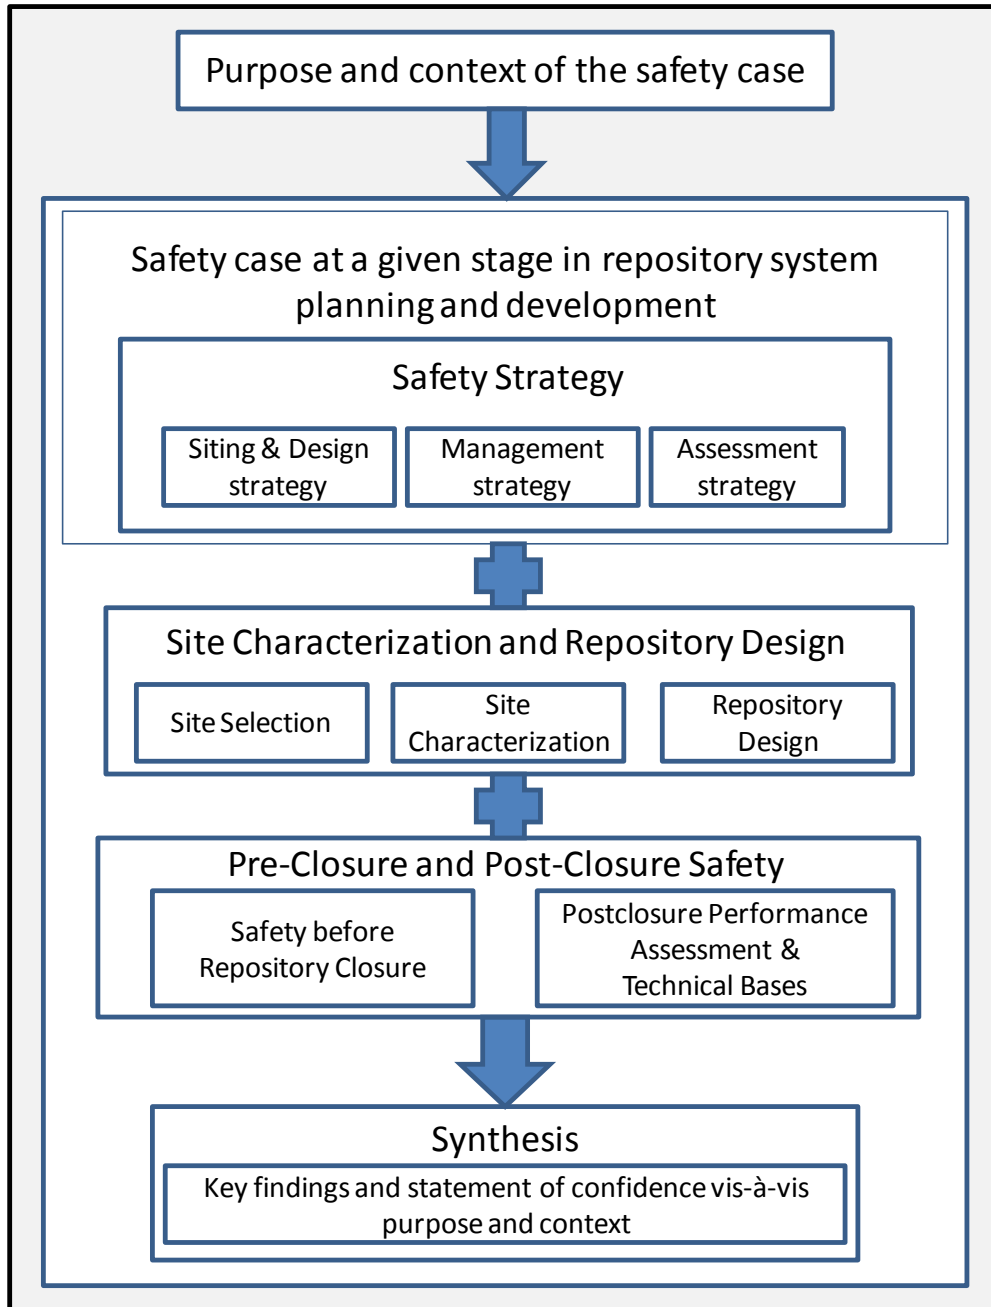 Purpose and context of the safety case
Safety case at a given stage in repository system
planning and development
Safety Strategy
Siting & Design
strategy
Management
strategy
Assessment
strategy
Site Characterization and Repository Design
Site Selection
Site
Characterization
Repository
Design
Pre-Closure and Post-Closure Safety
Safety before
Repository Closure
Postclosure Performance
Assessment &
Technical Bases
Synthesis
Key findings and statement of confidence vis-à-vis
purpose and context